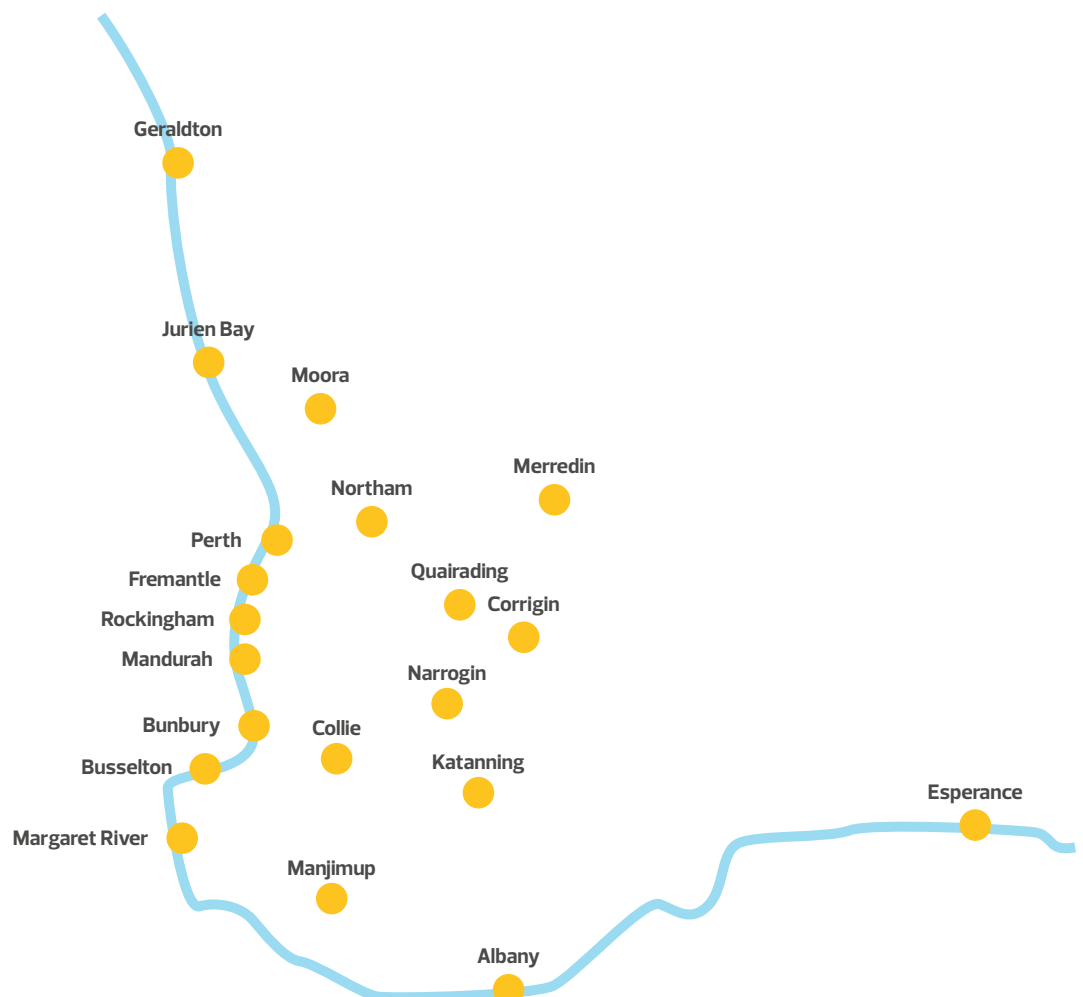 Geraldton
Jurien Bay
Moora
Merredin
Northam
Perth
Quairading
Fremantle
Corrigin
Rockingham
Mandurah
Narrogin
Bunbury
Collie
Katanning
Busselton
Esperance
Margaret River
Manjimup
Albany